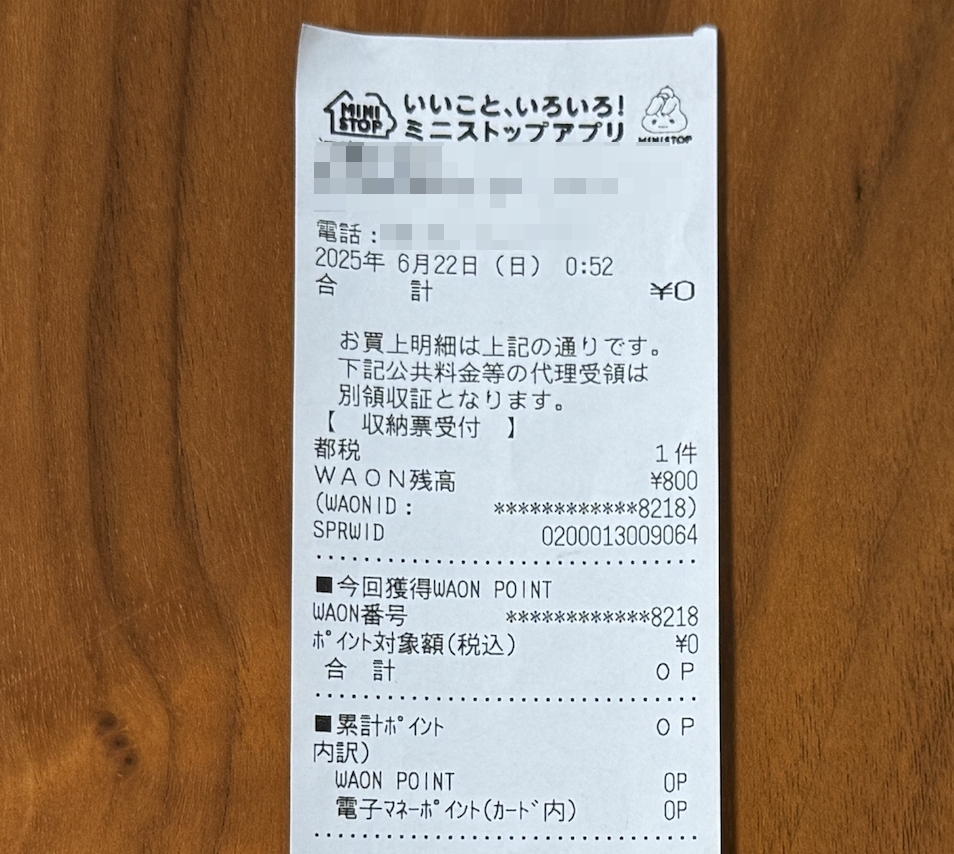 MINI STOP
いいこと、いろいろ!
ミニストップアプリ
MINISTOP
電話:
2025年 6月22日(日) 0:52
合 計 ¥0
お買上明細は上記の通りです。
下記公共料金等の代理受領は
別領収証となります。
【 収納票受付 】
都税 1件
WAON残高 ¥800
(WAONID: ************8218)
SPRWID 0200013009064
■今回獲得WAON POINT
WAON番号 ************8218
ポイント対象額(税込) ¥0
合 計 0P
■累計ポイント 0P
内訳)
WAON POINT 0P
電子マネーポイント(カード内) 0P